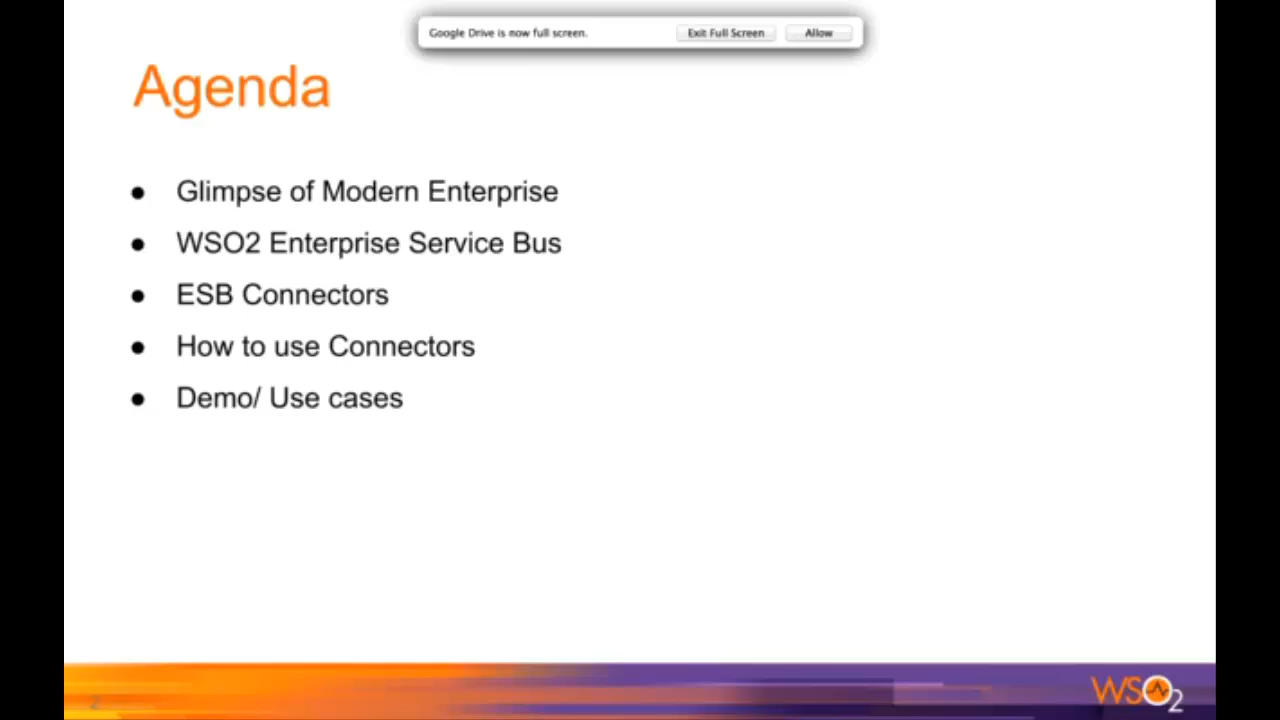 Google Drive is now full screen. Exit Full Screen Allow
Agenda
● Glimpse of Modern Enterprise
● WSO2 Enterprise Service Bus
● ESB Connectors
● How to use Connectors
● Demo/ Use cases
2
WSO2